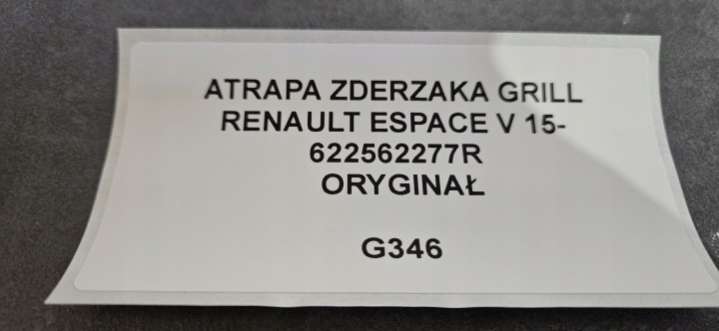 ATRAPA ZDERZAKA GRILL
RENAULT ESPACE V 15-
622562277R
ORYGINAŁ
G346